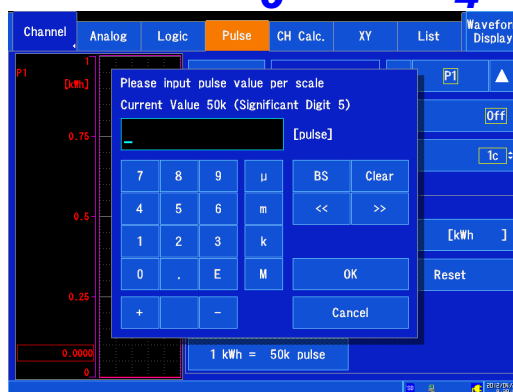 Channel
Analog
Logic
Pulse
CH Calc.
XY
List
Wavefor
Display
P1
[kWh]
1
0.75
0.5
0.25
0.0000
0
Please input pulse value per scale
Current Value 50k (Significant Digit 5)
[pulse]
7 8 9 µ BS Clear
4 5 6 m << >>
1 2 3 k
0 . E M OK
+ - Cancel
P1
Off
1c
[kWh ]
Reset
1 kWh = 50k pulse